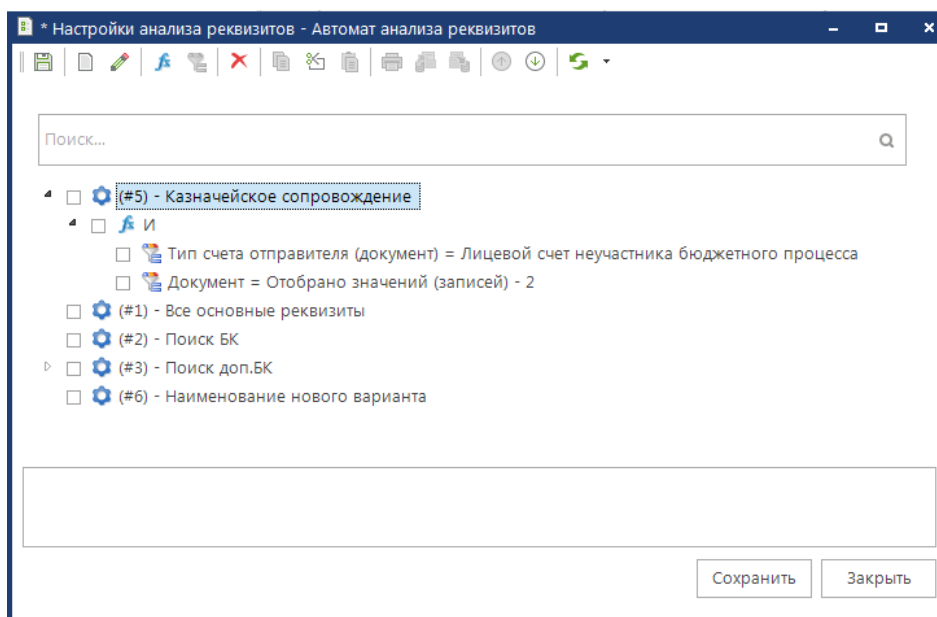 * Настройки анализа реквизитов - Автомат анализа реквизитов
Поиск...
(#5) - Казначейское сопровождение
fx И
Тип счета отправителя (документ) = Лицевой счет неучастника бюджетного процесса
Документ = Отобрано значений (записей) - 2
(#1) - Все основные реквизиты
(#2) - Поиск БК
(#3) - Поиск доп.БК
(#6) - Наименование нового варианта
Сохранить Закрыть